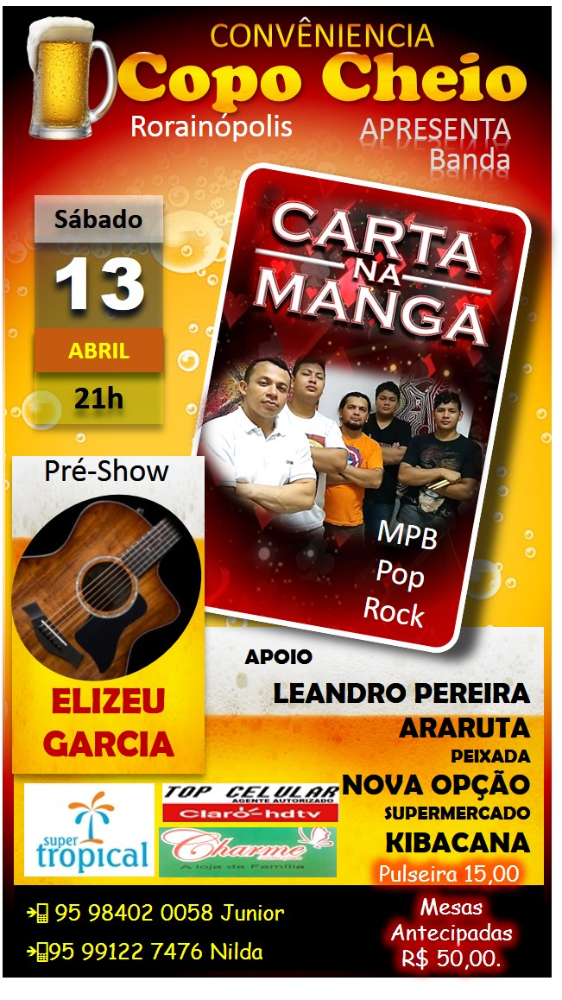 CONVÊNIENCIA
Copo Cheio
Rorainópolis
APRESENTA
Banda
Sábado
13
ABRIL
21h
CARTA
NA
MANGA
MPB
Pop
Rock
Pré-Show
ELIZEU
GARCIA
APOIO
LEANDRO PEREIRA
ARARUTA
PEIXADA
NOVA OPÇÃO
SUPERMERCADO
KIBACANA
super
tropical
TOP CELULAR
AGENTE AUTORIZADO
Claro-hdtv
Charme
A loja da Família
Pulseira 15,00
95 98402 0058 Junior
95 99122 7476 Nilda
Mesas
Antecipadas
R$ 50,00.